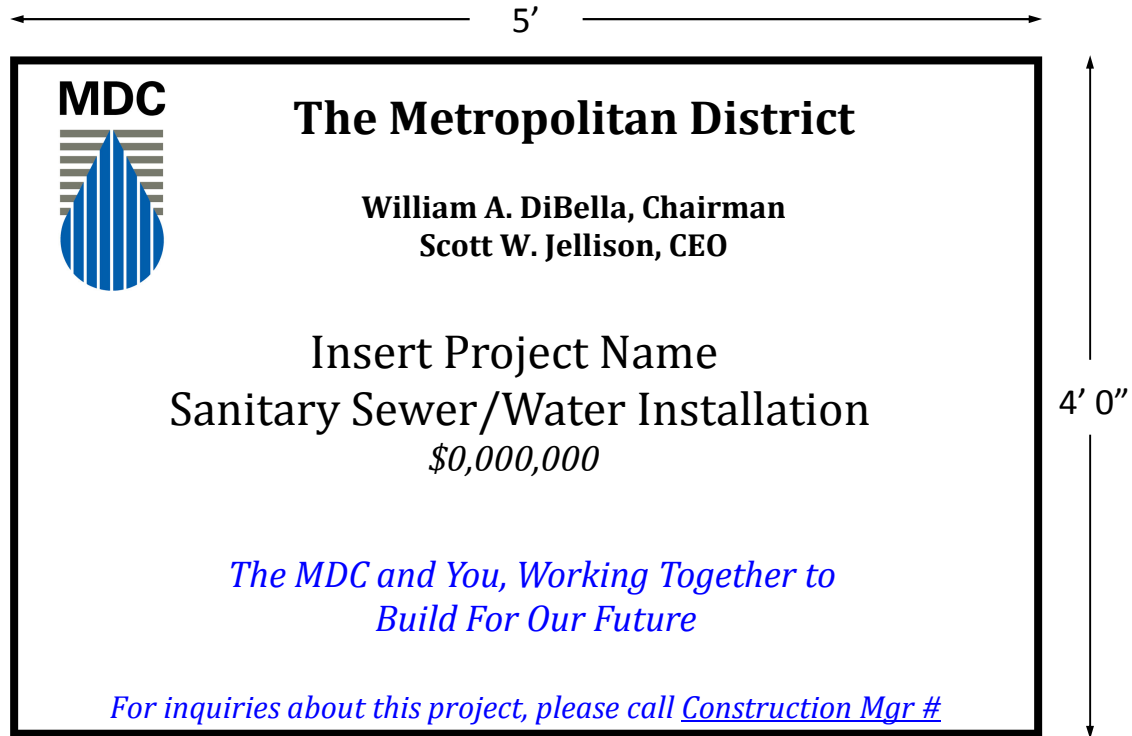 5’
MDC
The Metropolitan District
William A. DiBella, Chairman
Scott W. Jellison, CEO
Insert Project Name
Sanitary Sewer/Water Installation
$0,000,000
4’ 0”
The MDC and You, Working Together to
Build For Our Future
For inquiries about this project, please call Construction Mgr #